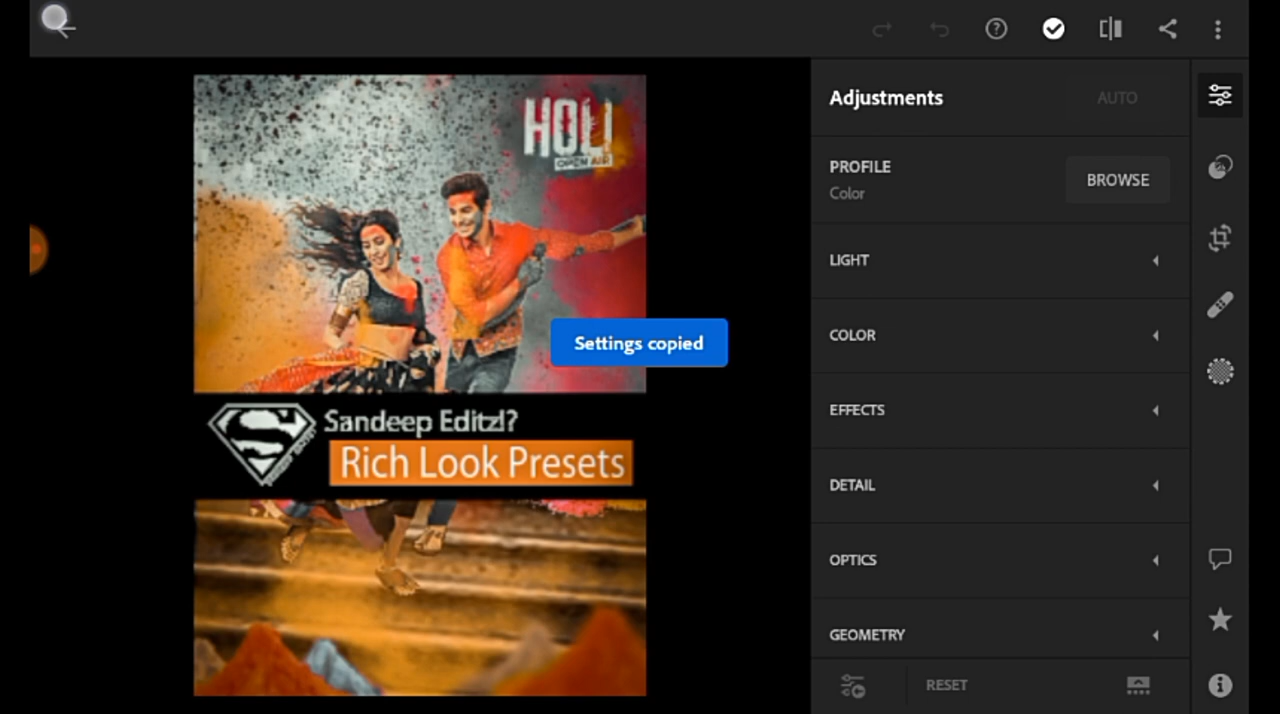 Adjustments
AUTO
PROFILE
Color
BROWSE
LIGHT
COLOR
EFFECTS
DETAIL
OPTICS
GEOMETRY
RESET
HOLI
OPEN AIR
Settings copied
Sandeep Editzl?
Rich Look Presets